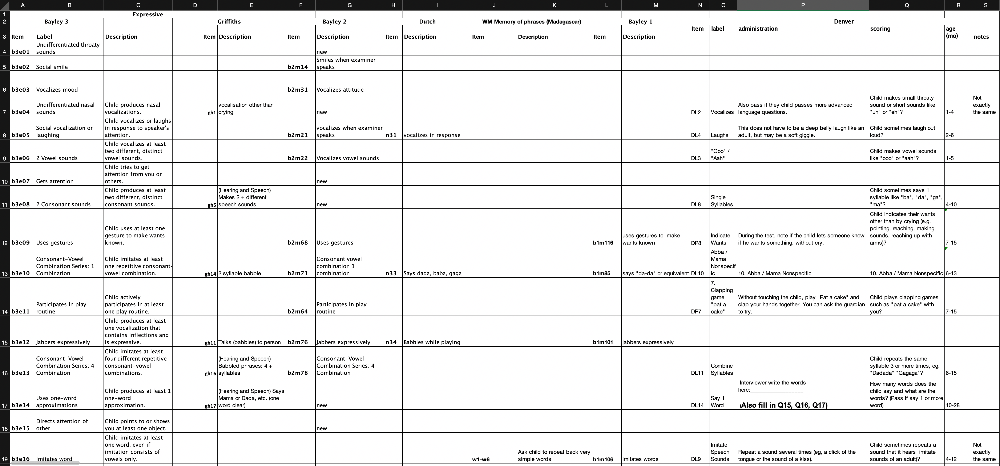 A B C D E F G H I J K L M N O P Q R S
1 Expressive
2 Bayley 3 Griffiths Bayley 2 Dutch WM Memory of phrases (Madagascar) Bayley 1 Denver
3 Item Label Description Item Description Item Description Item Description Item Description Item Description Item label administration scoring age (mo) notes
4 b3e01 Undifferentiated throaty sounds new
5 b3e02 Social smile b2m14 Smiles when examiner speaks
6 b3e03 Vocalizes mood b2m31 Vocalizes attitude
7 b3e04 Undifferentiated nasal sounds Child produces nasal vocalizations. gh1 vocalisation other than crying new DL2 Vocalizes Also pass if they child passes more advanced language questions. Child makes small throaty sound or short sounds like "uh" or "eh"? 1-4 Not exactly the same
8 b3e05 Social vocalization or laughing Child vocalizes or laughs in response to speaker's attention. b2m21 vocalizes when examiner speaks n31 vocalizes in response DL4 Laughs This does not have to be a deep belly laugh like an adult, but may be a soft giggle. Child sometimes laugh out loud? 2-6
9 b3e06 2 Vowel sounds Child vocalizes at least two different, distinct vowel sounds. b2m22 Vocalizes vowel sounds DL3 "Ooo" / "Aah" Child makes vowel sounds like "ooo" or "aah"? 1-5
10 b3e07 Gets attention Child tries to get attention from you or others. new
11 b3e08 2 Consonant sounds Child produces at least two different, distinct consonant sounds. gh5 (Hearing and Speech) Makes 2 + different speech sounds new DL8 Single Syllables Child sometimes says 1 syllable like "ba", "da", "ga", "ma"? 4-10
12 b3e09 Uses gestures Child uses at least one gesture to make wants known. b2m68 Uses gestures b1m116 uses gestures to  make wants known DP8 Indicate Wants During the test, note if the child lets someone know if he wants something, without cry. Child indicates their wants other than by crying (e.g. pointing, reaching, making sounds, reaching up with arms)? 7-15
13 b3e10 Consonant-Vowel Combination Series: 1 Combination Child imitates at least one repetitive consonant-vowel combination. gh14 2 syllable babble b2m71 Consonant vowel combination 1 combination n33 Says dada, baba, gaga b1m85 says "da-da" or equivalent DL10 Abba / Mama Nonspecific 10. Abba / Mama Nonspecific 10. Abba / Mama Nonspecific 6-13
14 b3e11 Participates in play routine Child actively participates in at least one play routine. b2m64 Participates in play routine DP7 7. Clapping game "pat a cake" Without touching the child, play "Pat a cake" and clap your hands together. You can ask the guardian to try. Child plays clapping games such as "pat a cake" with you? 7-15
15 b3e12 Jabbers expressively Child produces at least one vocalization that contains inflections and is expressive. gh11 Talks (babbles) to person b2m76 Jabbers expressively n34 Babbles while playing b1m101 jabbers expressively
16 b3e13 Consonant-Vowel Combination Series: 4 Combination Child imitates at least four different repetitive consonant-vowel combinations. gh16 (Hearing and Speech) Babbled phrases: 4 + syllables b2m78 Consonant-Vowel Combination Series: 4 Combination DL11 Combine Syllables Child repeats the same syllable 3 or more times, eg. "Dadada" "Gagaga"? 6-15
17 b3e14 Uses one-word approximations Child produces at least 1 one-word approximation. gh17 (Hearing and Speech) Says Mama or Dada, etc. (one word clear) new DL14 Say 1 Word Interviewer write the words here:__________________ (Also fill in Q15, Q16, Q17) How many words does the child say and what are the words? (Pass if say 1 or more word) 10-28
18 b3e15 Directs attention of other Child points to or shows you at least one object. new
19 b3e16 Imitates word Child imitates at least one word, even if imitation consists of vowels only. w1-w6 Ask child to repeat back very simple words b1m106 imitates words DL9 Imitate Speech Sounds Repeat a sound several times (eg, a click of the tongue or the sound of a kiss). Child sometimes repeats a sound that it hears  imitate sounds of an adult)? 4-12 Not exactly the same